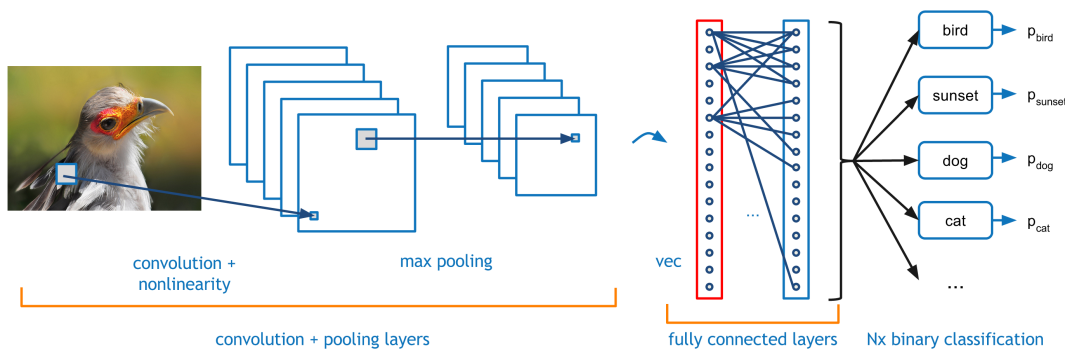 convolution +
nonlinearity
max pooling
convolution + pooling layers
vec
...
fully connected layers
bird
p_bird
sunset
p_sunset
dog
p_dog
cat
p_cat
...
Nx binary classification